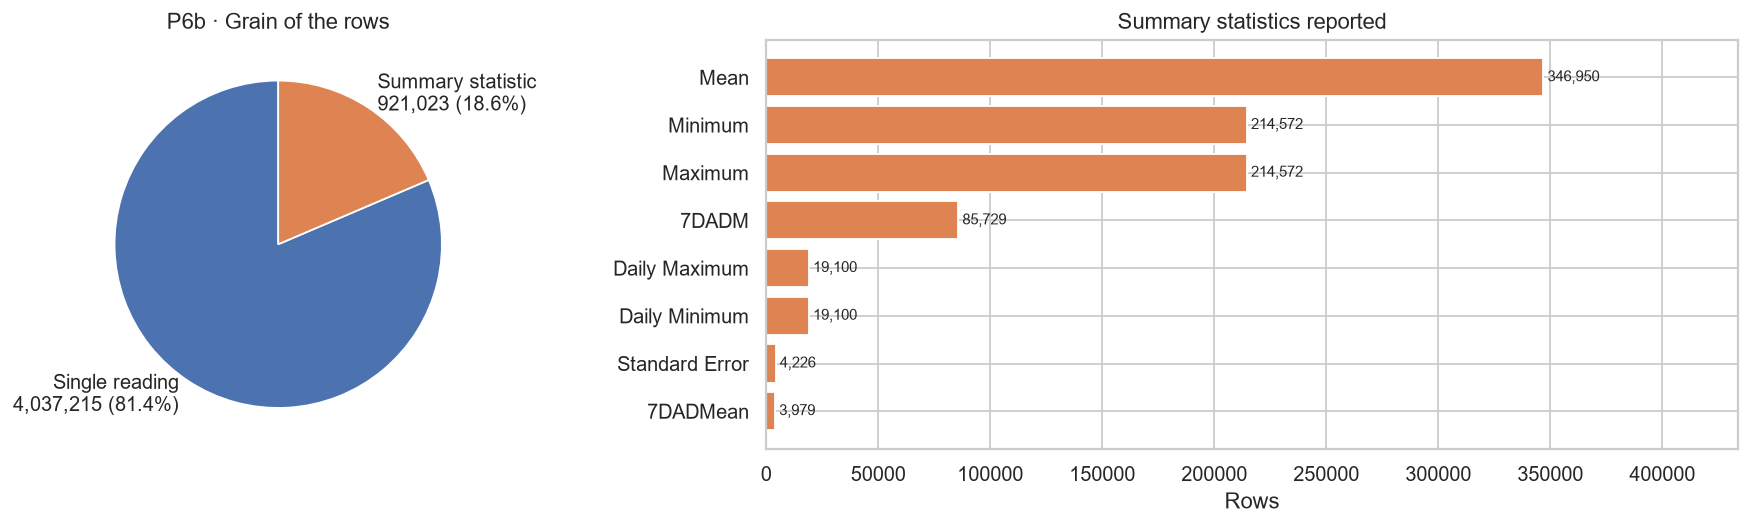 P6b · Grain of the rows
Summary statistic
921,023 (18.6%)
Single reading
4,037,215 (81.4%)
Summary statistics reported
Mean
346,950
Minimum
214,572
Maximum
214,572
7DADM
85,729
Daily Maximum
19,100
Daily Minimum
19,100
Standard Error
4,226
7DADMean
3,979
0 50000 100000 150000 200000 250000 300000 350000 400000
Rows